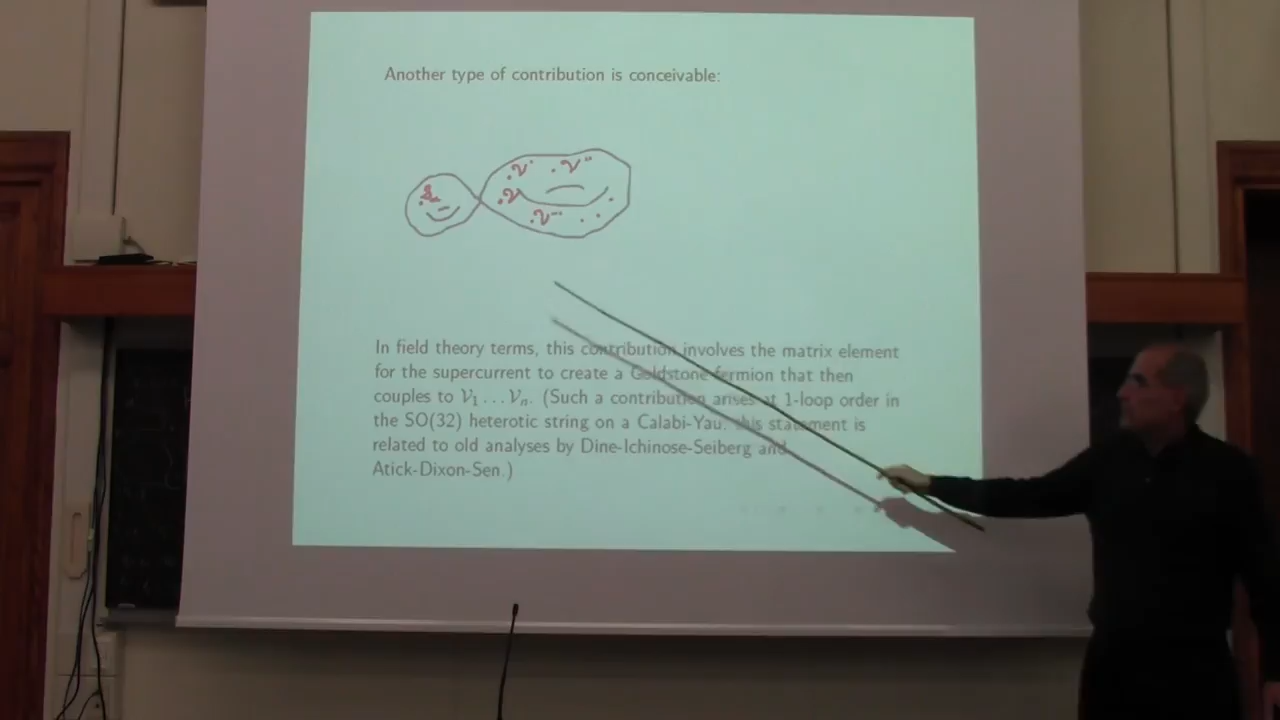 Another type of contribution is conceivable:
In field theory terms, this contribution involves the matrix element
for the supercurrent to create a Goldstone fermion that then
couples to 𝒱₁ … 𝒱ₙ. (Such a contribution arises at 1-loop order in
the SO(32) heterotic string on a Calabi-Yau: this statement is
related to old analyses by Dine-Ichinose-Seiberg and
Atick-Dixon-Sen.)